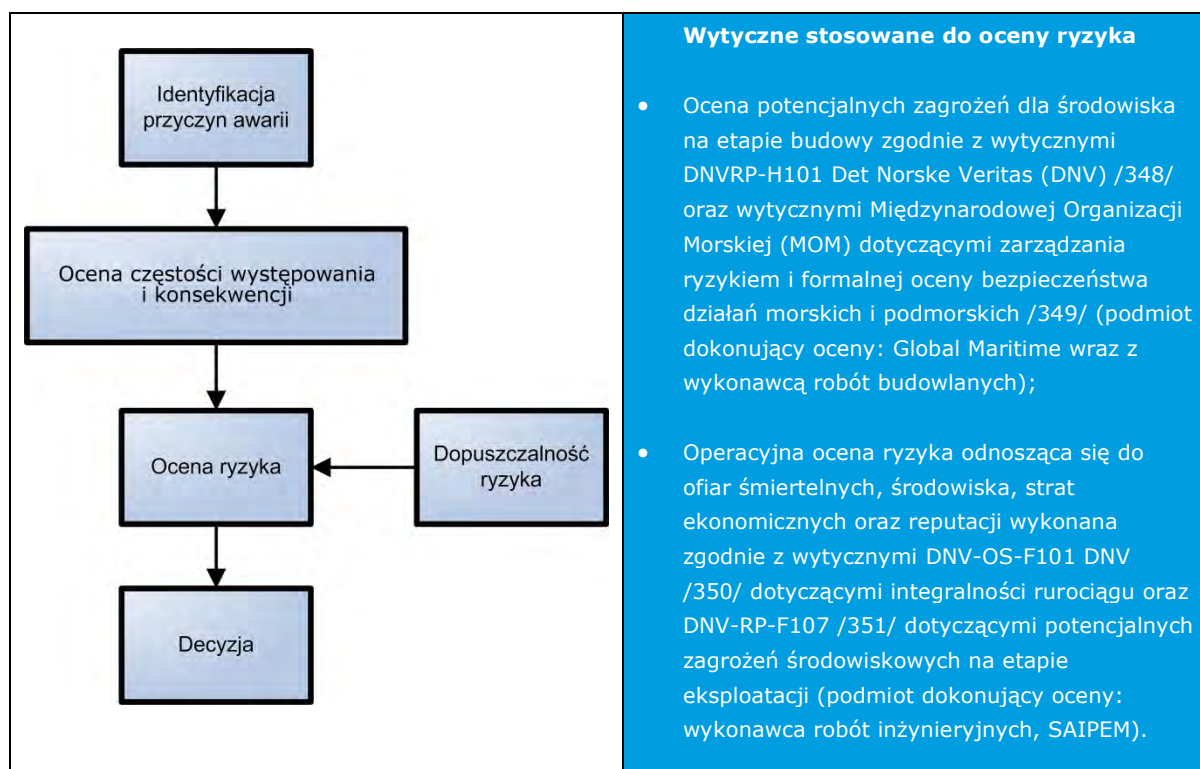 Identyfikacja
przyczyn awarii
Ocena częstości występowania
i konsekwencji
Ocena ryzyka
Dopuszczalność
ryzyka
Decyzja
Wytyczne stosowane do oceny ryzyka
• Ocena potencjalnych zagrożeń dla środowiska
na etapie budowy zgodnie z wytycznymi
DNVRP-H101 Det Norske Veritas (DNV) /348/
oraz wytycznymi Międzynarodowej Organizacji
Morskiej (MOM) dotyczącymi zarządzania
ryzykiem i formalnej oceny bezpieczeństwa
działań morskich i podmorskich /349/ (podmiot
dokonujący oceny: Global Maritime wraz z
wykonawcą robót budowlanych);
• Operacyjna ocena ryzyka odnosząca się do
ofiar śmiertelnych, środowiska, strat
ekonomicznych oraz reputacji wykonana
zgodnie z wytycznymi DNV-OS-F101 DNV
/350/ dotyczącymi integralności rurociągu oraz
DNV-RP-F107 /351/ dotyczącymi potencjalnych
zagrożeń środowiskowych na etapie
eksploatacji (podmiot dokonujący oceny:
wykonawca robót inżynieryjnych, SAIPEM).